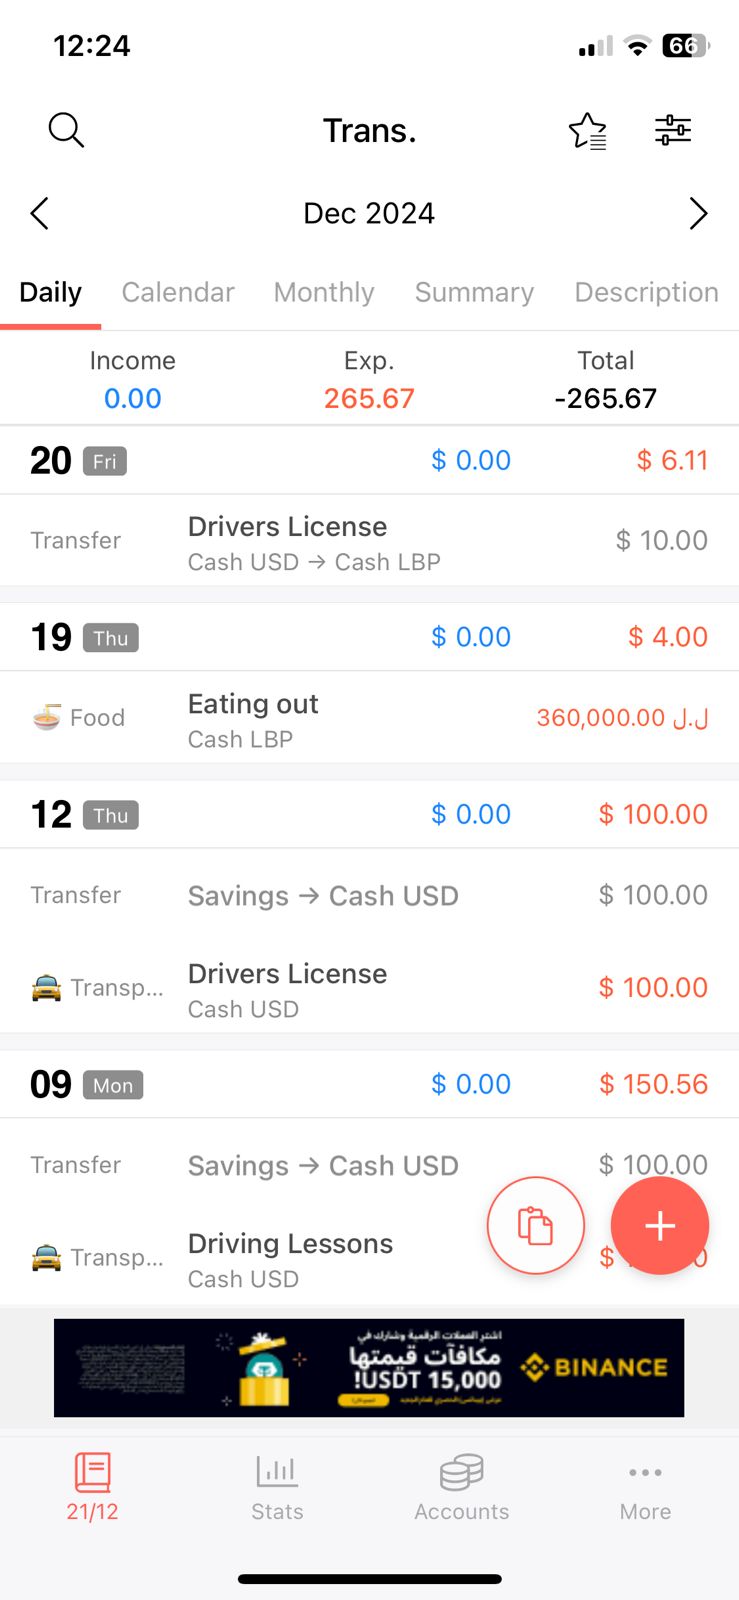 12:24
66
Trans.
Dec 2024
Daily Calendar Monthly Summary Description
Income Exp. Total
0.00 265.67 -265.67
20 Fri $ 0.00 $ 6.11
Transfer Drivers License $ 10.00
Cash USD → Cash LBP
19 Thu $ 0.00 $ 4.00
Food Eating out 360,000.00 ل.ل
Cash LBP
12 Thu $ 0.00 $ 100.00
Transfer Savings → Cash USD $ 100.00
Transp... Drivers License $ 100.00
Cash USD
09 Mon $ 0.00 $ 150.56
Transfer Savings → Cash USD $ 100.00
Transp... Driving Lessons $
Cash USD
اشترِ العملات الرقمية وشارك في
مكافآت قيمتها
15,000 USDT!
BINANCE
21/12 Stats Accounts More